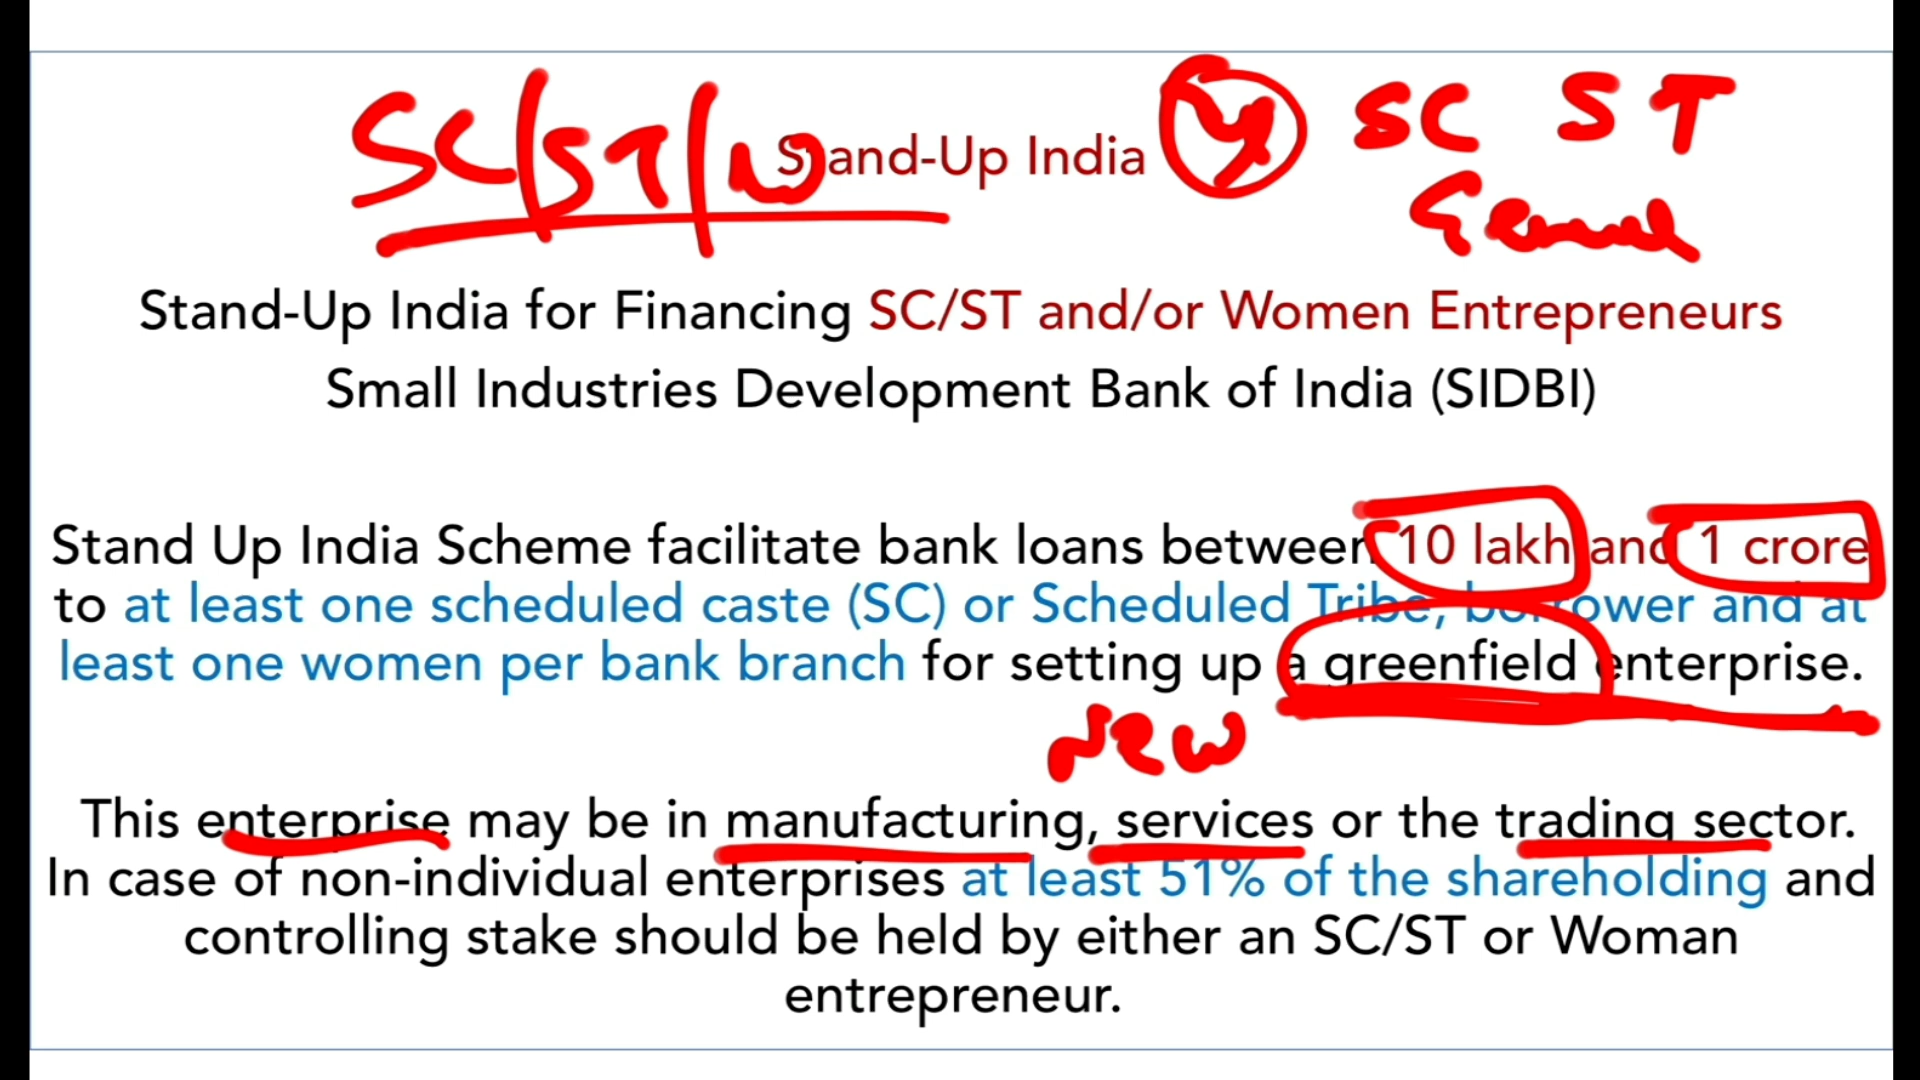 SC/ST/W Stand-Up India W SC ST
General
Stand-Up India for Financing SC/ST and/or Women Entrepreneurs
Small Industries Development Bank of India (SIDBI)
Stand Up India Scheme facilitate bank loans between 10 lakh and 1 crore
to at least one scheduled caste (SC) or Scheduled Tribe, borrower and at
least one women per bank branch for setting up a greenfield enterprise.
New
This enterprise may be in manufacturing, services or the trading sector.
In case of non-individual enterprises at least 51% of the shareholding and
controlling stake should be held by either an SC/ST or Woman
entrepreneur.